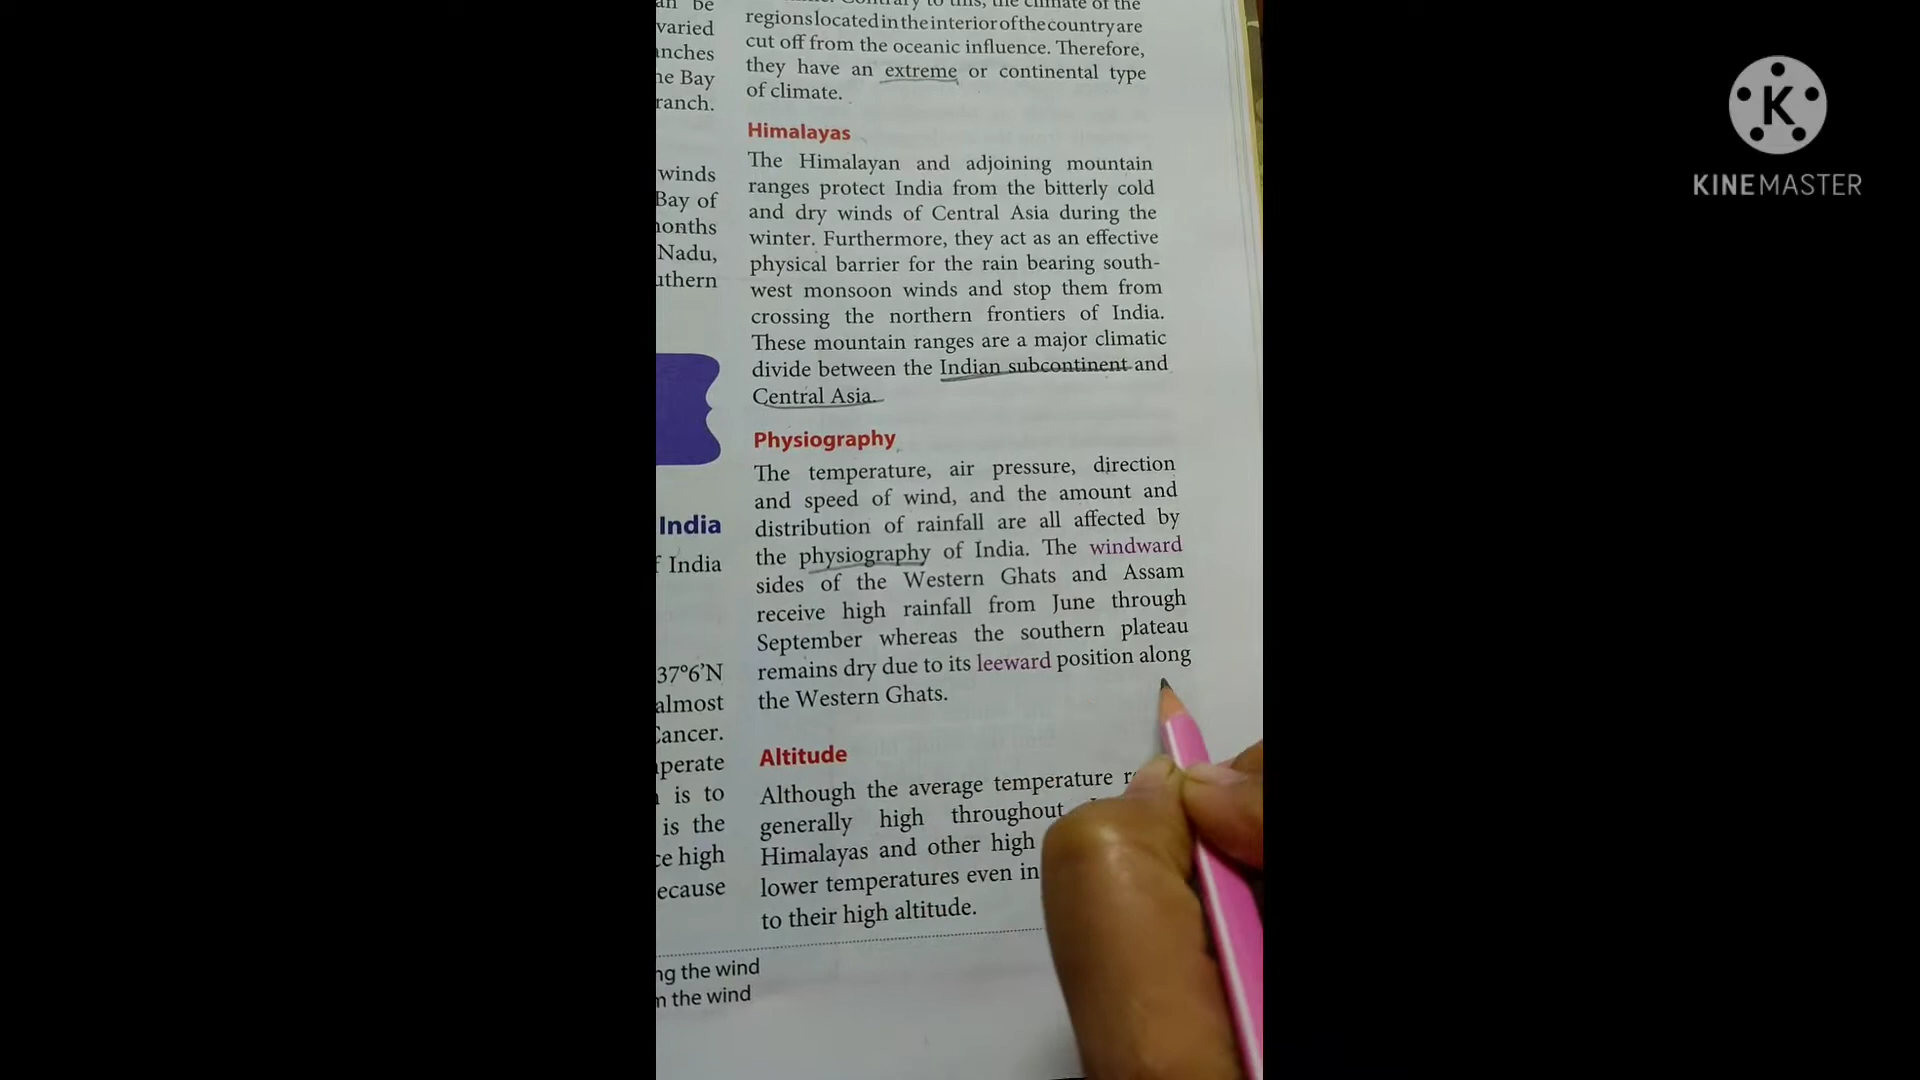 an be
varied
nches
he Bay
ranch.
winds
Bay of
onths
Nadu,
thern
India
India
37°6'N
almost
Cancer.
perate
is to
is the
ce high
ecause
ng the wind
the wind
the climate of the
regions located in the interior of the country are
cut off from the oceanic influence. Therefore,
they have an extreme or continental type
of climate.
Himalayas
The Himalayan and adjoining mountain
ranges protect India from the bitterly cold
and dry winds of Central Asia during the
winter. Furthermore, they act as an effective
physical barrier for the rain bearing south-
west monsoon winds and stop them from
crossing the northern frontiers of India.
These mountain ranges are a major climatic
divide between the Indian subcontinent and
Central Asia.
Physiography
The temperature, air pressure, direction
and speed of wind, and the amount and
distribution of rainfall are all affected by
the physiography of India. The windward
sides of the Western Ghats and Assam
receive high rainfall from June through
September whereas the southern plateau
remains dry due to its leeward position along
the Western Ghats.
Altitude
Although the average temperature
generally high throughout
Himalayas and other high
lower temperatures even in
to their high altitude.
K
KINEMASTER